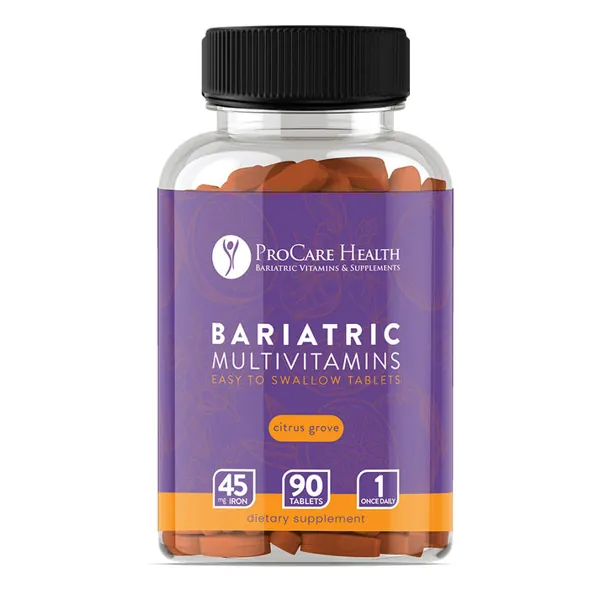 ProCare Health
Bariatric Vitamins & Supplements
BARIATRIC
MULTIVITAMINS
EASY TO SWALLOW TABLETS
citrus grove
45 90 1
mg IRON TABLETS ONCE DAILY
dietary supplement